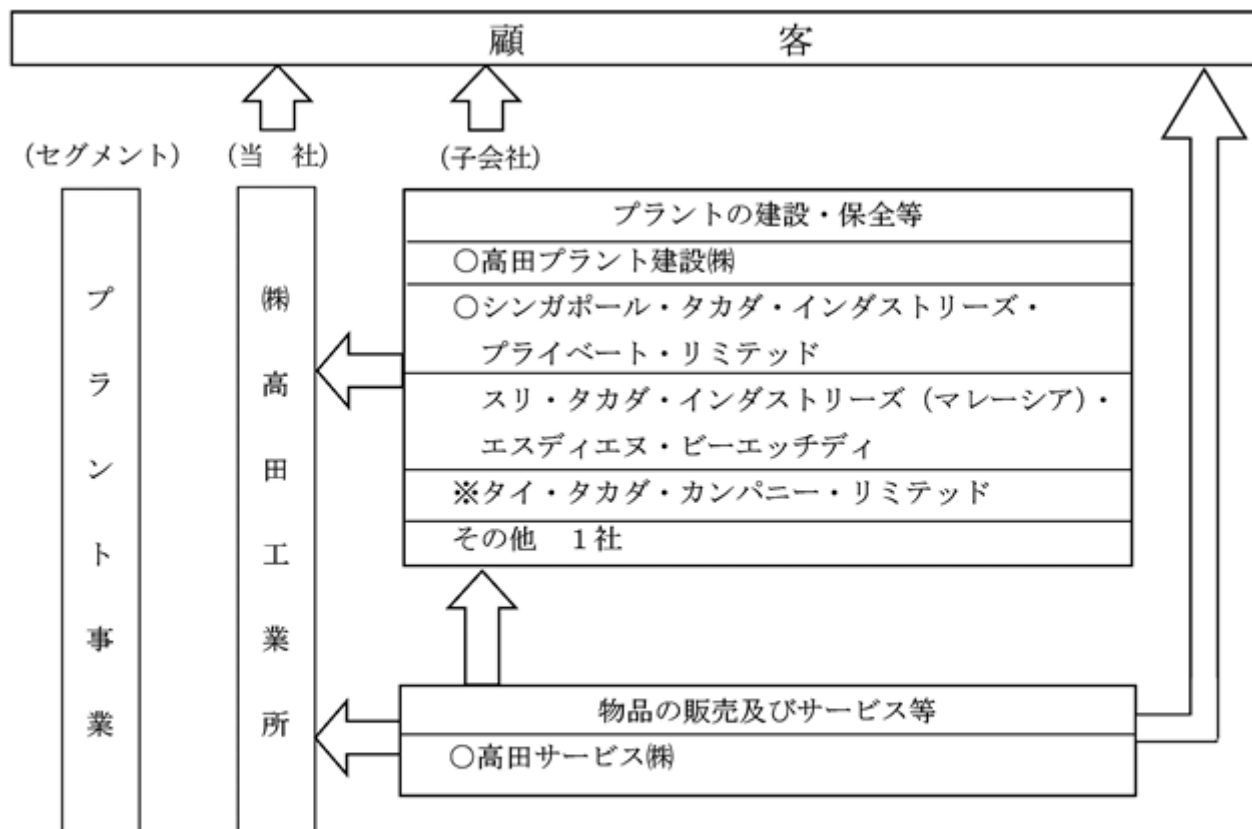 顧客
(セグメント) (当 社) (子会社)
プラント事業
㈱高田工業所
プラントの建設・保全等
○高田プラント建設㈱
○シンガポール・タカダ・インダストリーズ・
プライベート・リミテッド
スリ・タカダ・インダストリーズ（マレーシア）・
エスディエヌ・ビーエッチディ
※タイ・タカダ・カンパニー・リミテッド
その他 １社
物品の販売及びサービス等
○高田サービス㈱